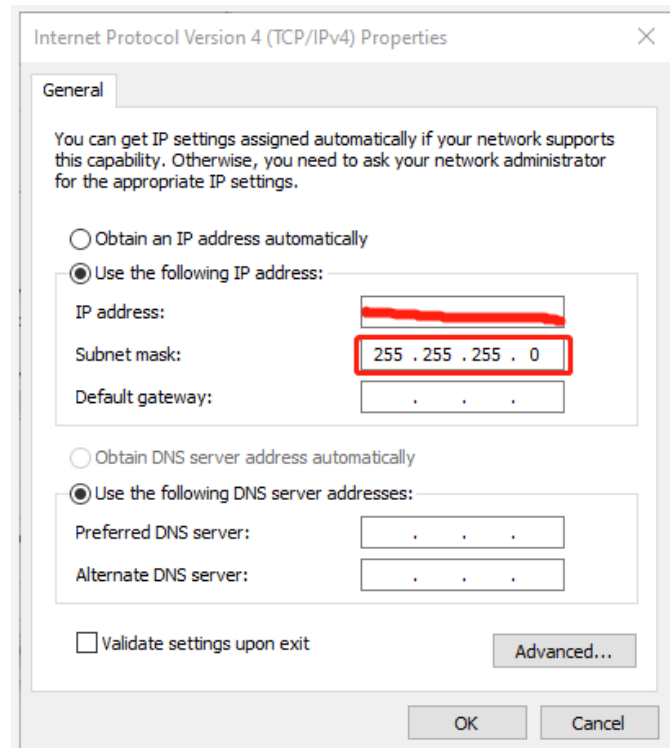 Internet Protocol Version 4 (TCP/IPv4) Properties
General
You can get IP settings assigned automatically if your network supports
this capability. Otherwise, you need to ask your network administrator
for the appropriate IP settings.
Obtain an IP address automatically
Use the following IP address:
IP address:
Subnet mask: 255 . 255 . 255 . 0
Default gateway: . . .
Obtain DNS server address automatically
Use the following DNS server addresses:
Preferred DNS server: . . .
Alternate DNS server: . . .
Validate settings upon exit
Advanced...
OK Cancel